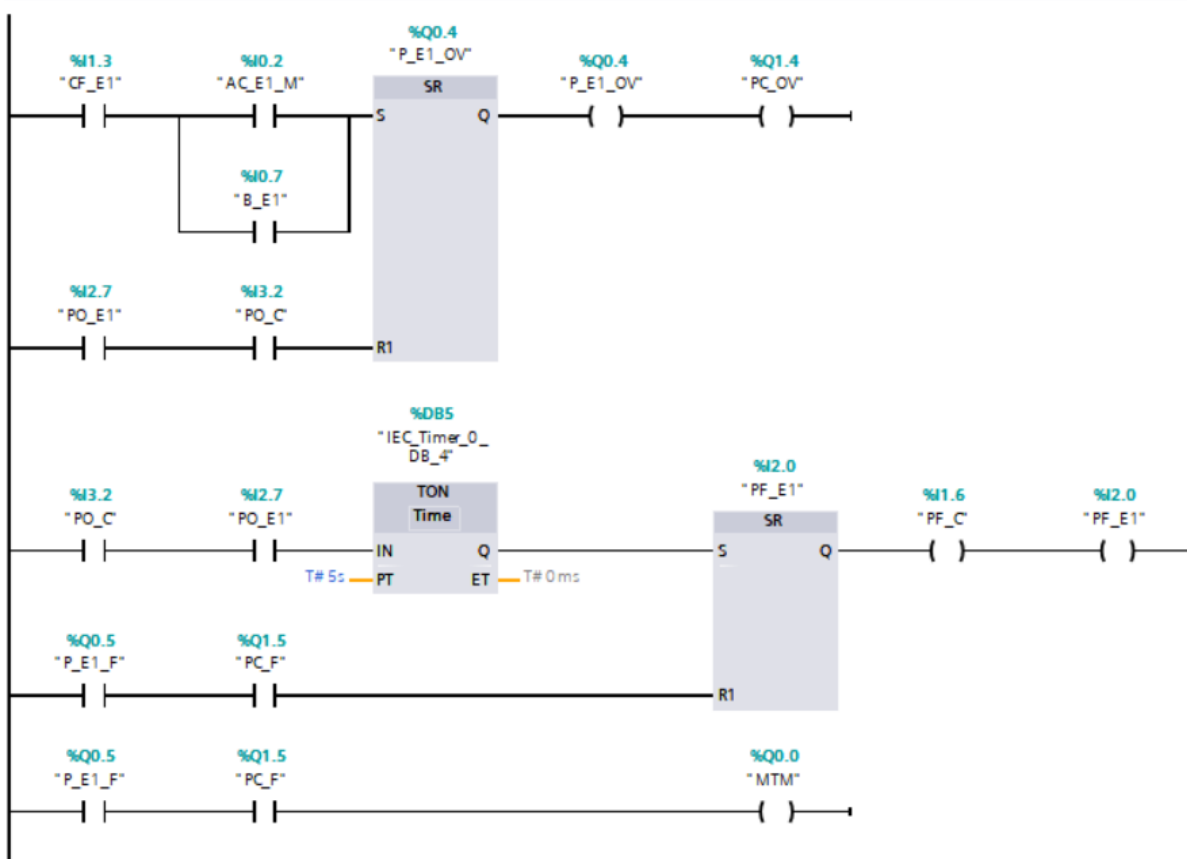 %Q0.4
"P_E1_OV"
%I1.3 %I0.2 %Q0.4 %Q1.4
"CF_E1" "AC_E1_M" SR "P_E1_OV" "PC_OV"
S Q
%I0.7
"B_E1"
%I2.7 %I3.2
"PO_E1" "PO_C"
R1
%DB5
"IEC_Timer_0_
DB_4"
%I2.0
"PF_E1"
%I3.2 %I2.7 TON %I1.6 %I2.0
"PO_C" "PO_E1" Time SR "PF_C" "PF_E1"
IN Q S Q
T# 5s PT ET T# 0 ms
%Q0.5 %Q1.5
"P_E1_F" "PC_F"
R1
%Q0.5 %Q1.5 %Q0.0
"P_E1_F" "PC_F" "MTM"